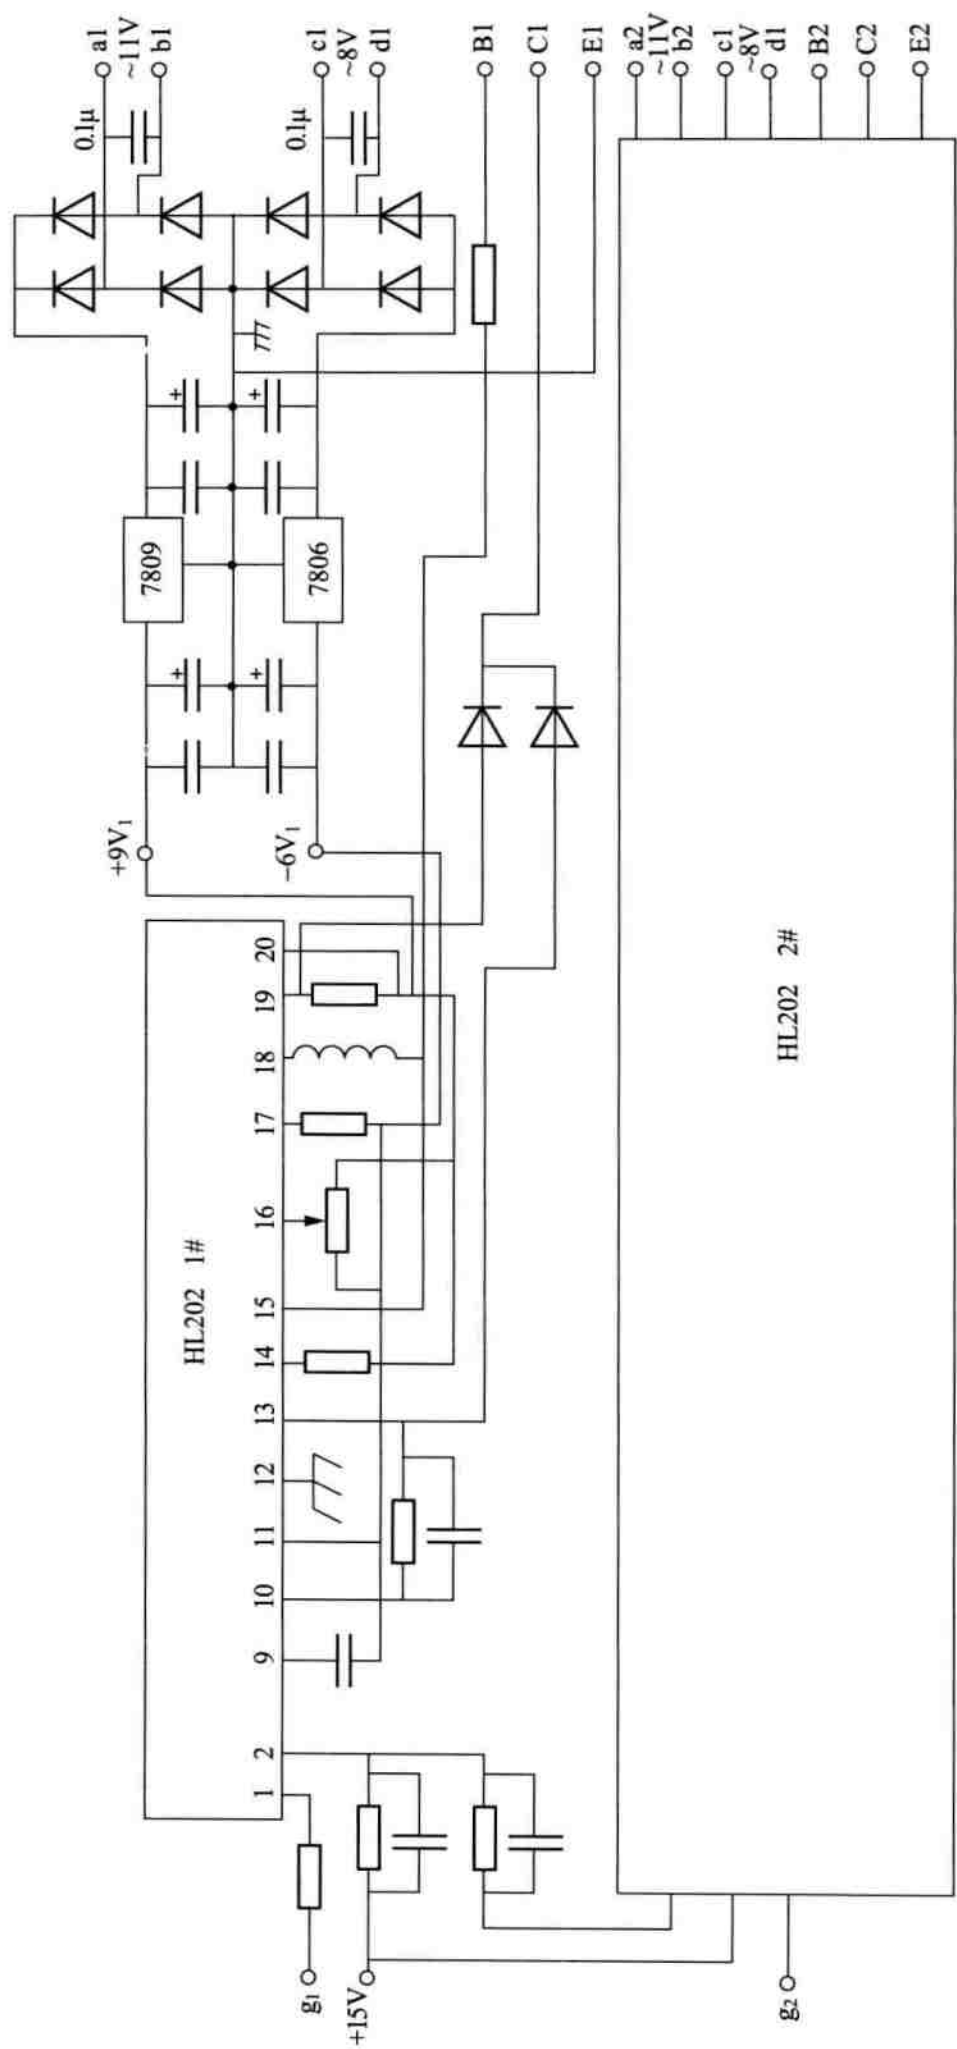 a1
~11V
b1
c1
~8V
d1
B1
C1
E1
a2
~11V
b2
c1
~8V
d1
B2
C2
E2
0.1μ
0.1μ
+
+
7809
7806
+
+
+9V1
−6V1
20
19
18
17
16
15
14
13
12
11
10
9
2
1
HL202 1#
HL202 2#
g1
+15V
g2